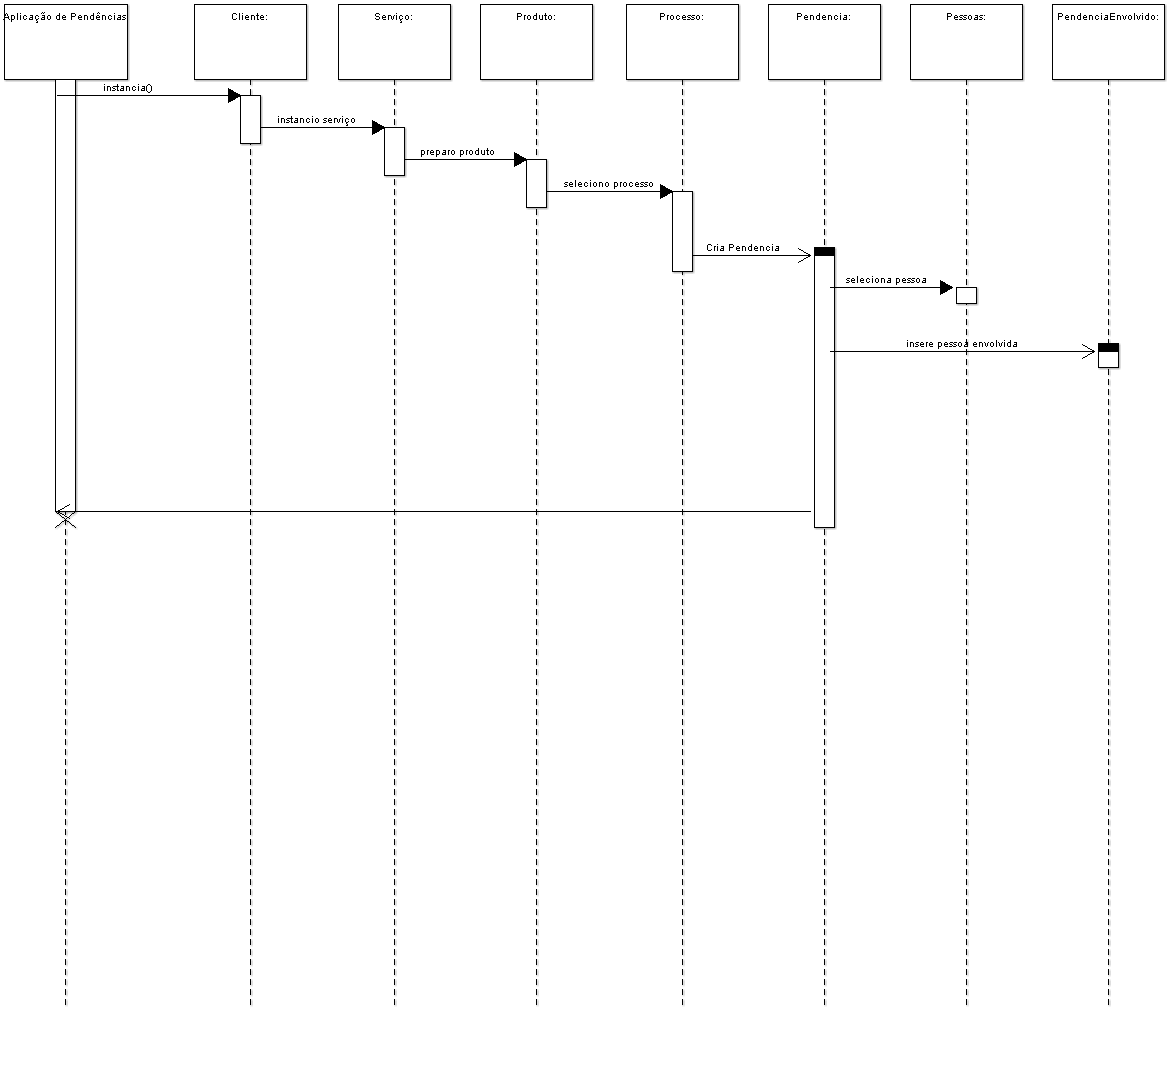 Aplicação de Pendências
Cliente:
Serviço:
Produto:
Processo:
Pendencia:
Pessoas:
PendenciaEnvolvido:
instancia()
instancio serviço
preparo produto
seleciono processo
Cria Pendencia
seleciona pessoa
insere pessoa envolvida